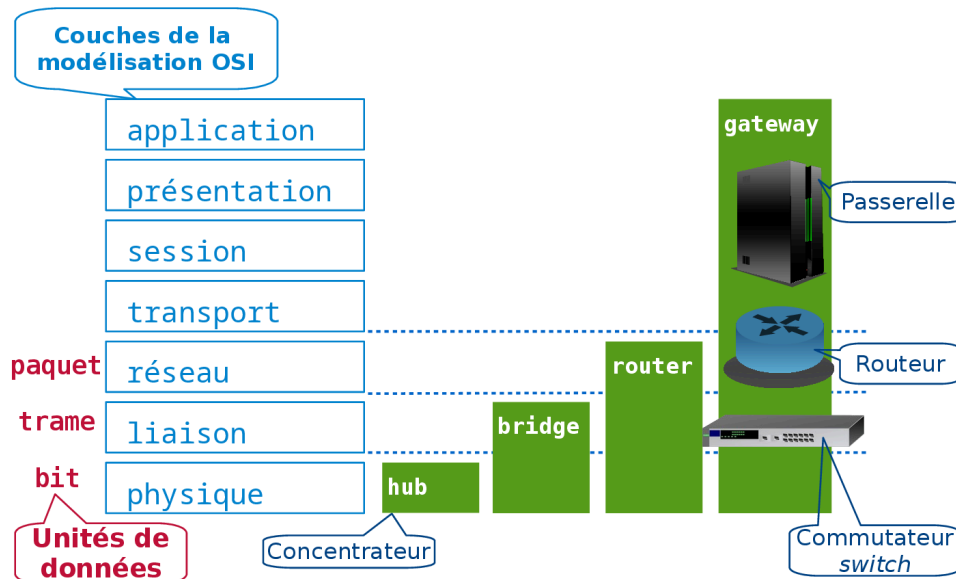 Couches de la
modélisation OSI
application
présentation
session
transport
paquet
réseau
trame
liaison
bit
physique
Unités de
données
hub
Concentrateur
bridge
router
gateway
Passerelle
Routeur
Commutateur
switch